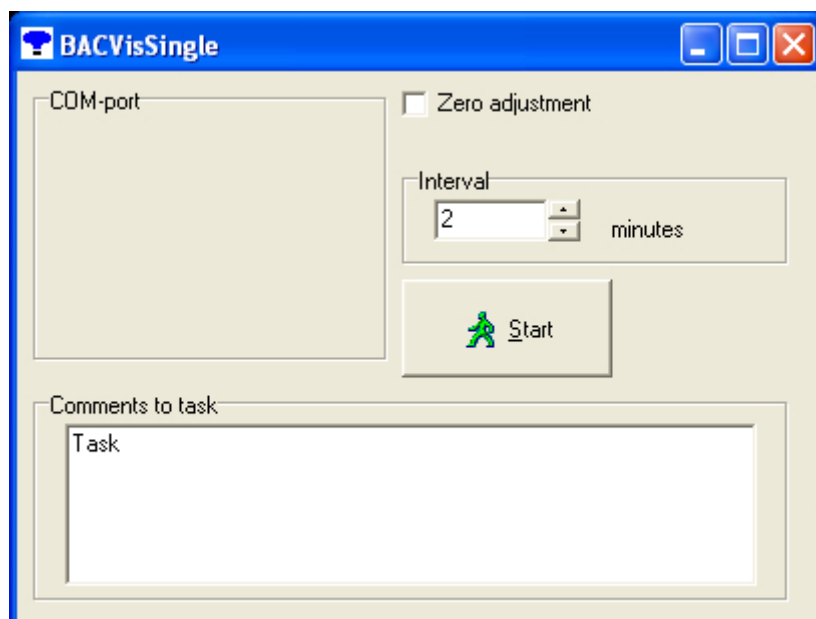 BACVisSingle
COM-port
Zero adjustment
Interval
2
minutes
Start
Comments to task
Task